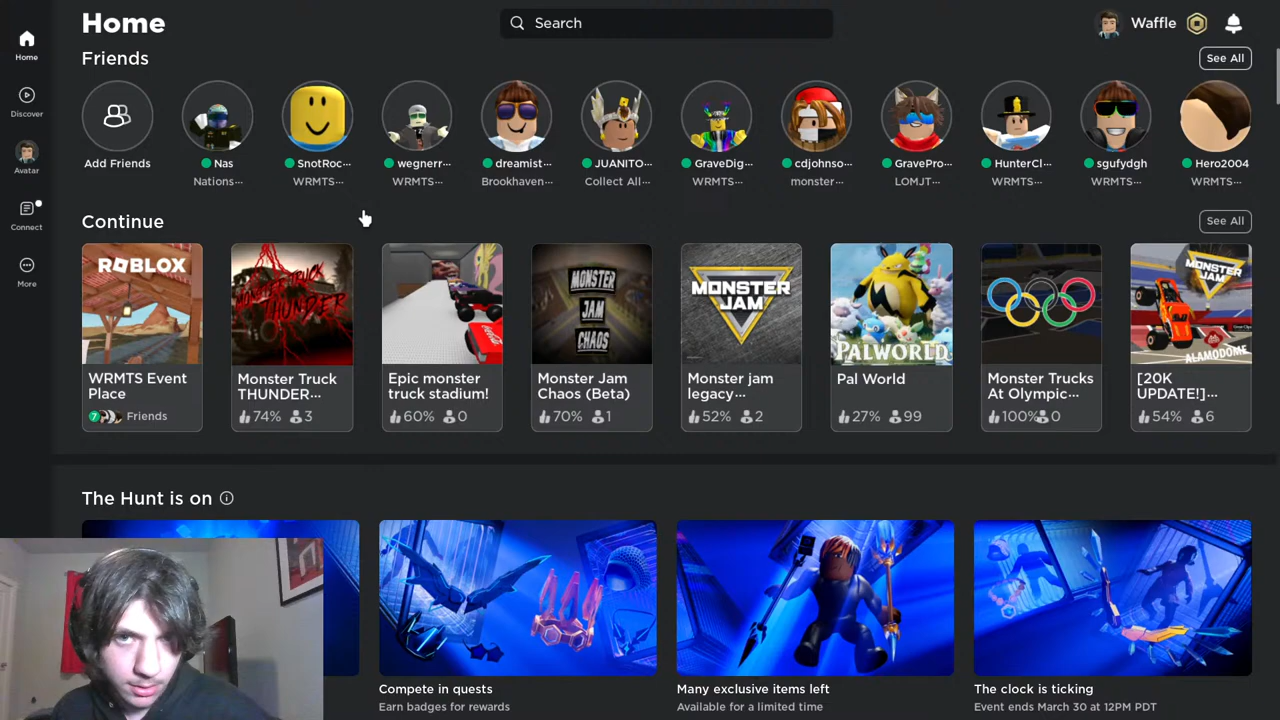 Home
Search
Waffle
Home
Discover
Avatar
Connect
More
Friends
See All
Add Friends
Nas
Nations...
SnotRoc...
WRMTS...
wegnerr...
WRMTS...
dreamist...
Brookhaven...
JUANITO...
Collect All...
GraveDig...
WRMTS...
cdjohnso...
monster...
GravePro...
LOMJT...
HunterCl...
WRMTS...
sgufydgh
WRMTS...
Hero2004
WRMTS...
Continue
See All
ROBLOX
WRMTS Event
Place
7 Friends
MONSTER TRUCK
THUNDER
Monster Truck
THUNDER...
74% 3
Epic monster
truck stadium!
60% 0
MONSTER
JAM
CHAOS
Monster Jam
Chaos (Beta)
70% 1
MONSTER JAM
Monster jam
legacy...
52% 2
PALWORLD
Pal World
27% 99
Monster Trucks
At Olympic...
100% 0
MONSTER JAM
ALAMODOME
[20K
UPDATE!]...
54% 6
The Hunt is on
Compete in quests
Earn badges for rewards
Many exclusive items left
Available for a limited time
The clock is ticking
Event ends March 30 at 12PM PDT